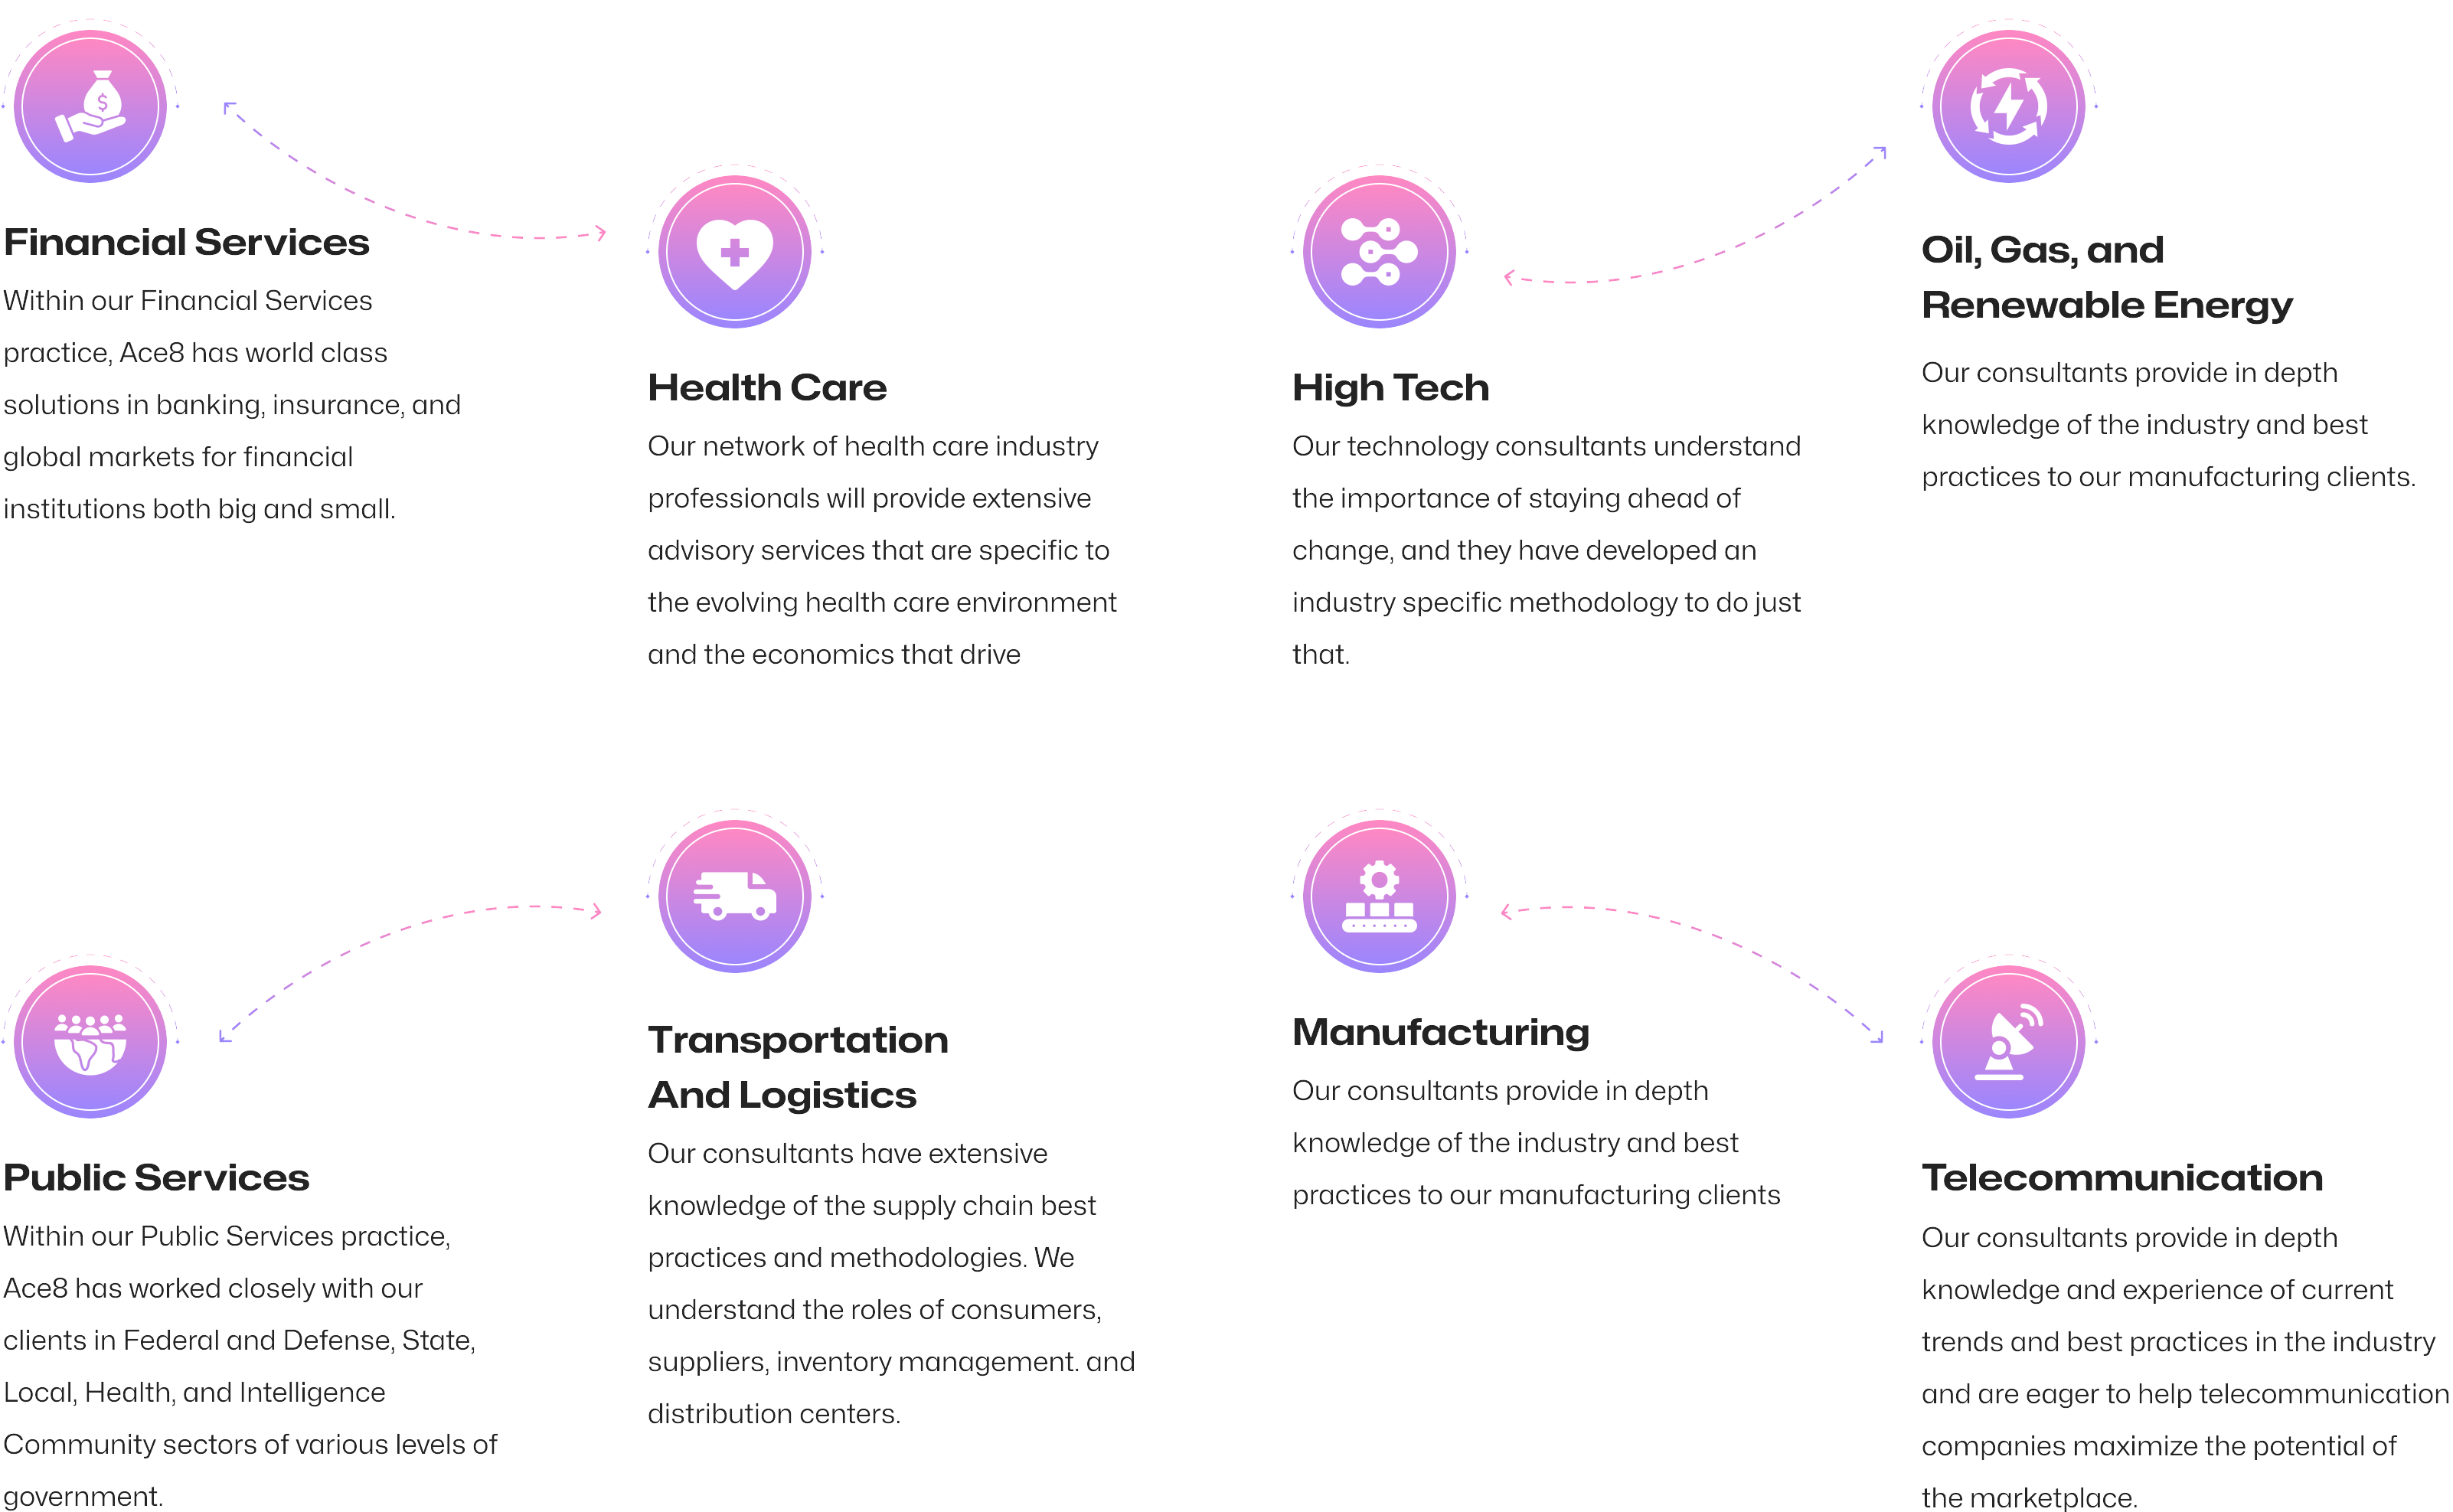 Financial Services
Within our Financial Services
practice, Ace8 has world class
solutions in banking, insurance, and
global markets for financial
institutions both big and small.
Health Care
Our network of health care industry
professionals will provide extensive
advisory services that are specific to
the evolving health care environment
and the economics that drive
High Tech
Our technology consultants understand
the importance of staying ahead of
change, and they have developed an
industry specific methodology to do just
that.
Oil, Gas, and
Renewable Energy
Our consultants provide in depth
knowledge of the industry and best
practices to our manufacturing clients.
Public Services
Within our Public Services practice,
Ace8 has worked closely with our
clients in Federal and Defense, State,
Local, Health, and Intelligence
Community sectors of various levels of
government.
Transportation
And Logistics
Our consultants have extensive
knowledge of the supply chain best
practices and methodologies. We
understand the roles of consumers,
suppliers, inventory management. and
distribution centers.
Manufacturing
Our consultants provide in depth
knowledge of the industry and best
practices to our manufacturing clients
Telecommunication
Our consultants provide in depth
knowledge and experience of current
trends and best practices in the industry
and are eager to help telecommunication
companies maximize the potential of
the marketplace.